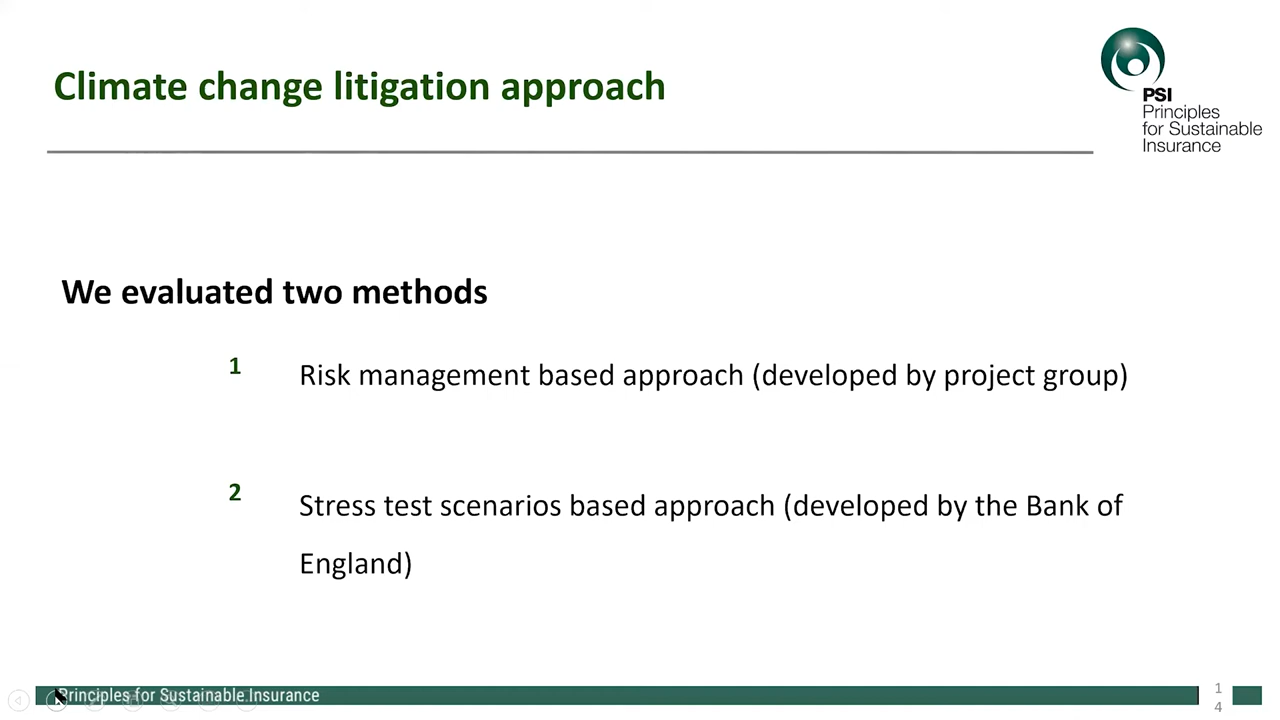 Climate change litigation approach
PSI
Principles
for Sustainable
Insurance
We evaluated two methods
1 Risk management based approach (developed by project group)
2 Stress test scenarios based approach (developed by the Bank of
England)
Principles for Sustainable Insurance
1
4